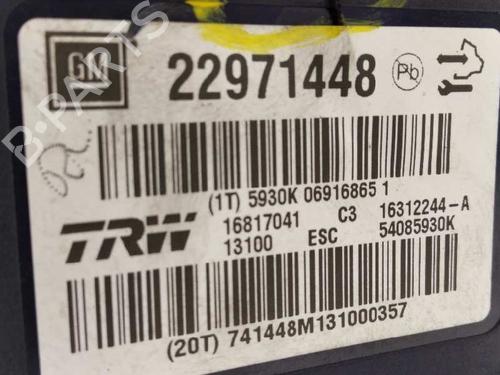 GM 22971448 Pb
(1T) 5930K 06916865 1
TRW 16817041 C3 16312244-A
13100 ESC 54085930K
(20T) 741448M131000357
B-PARTS